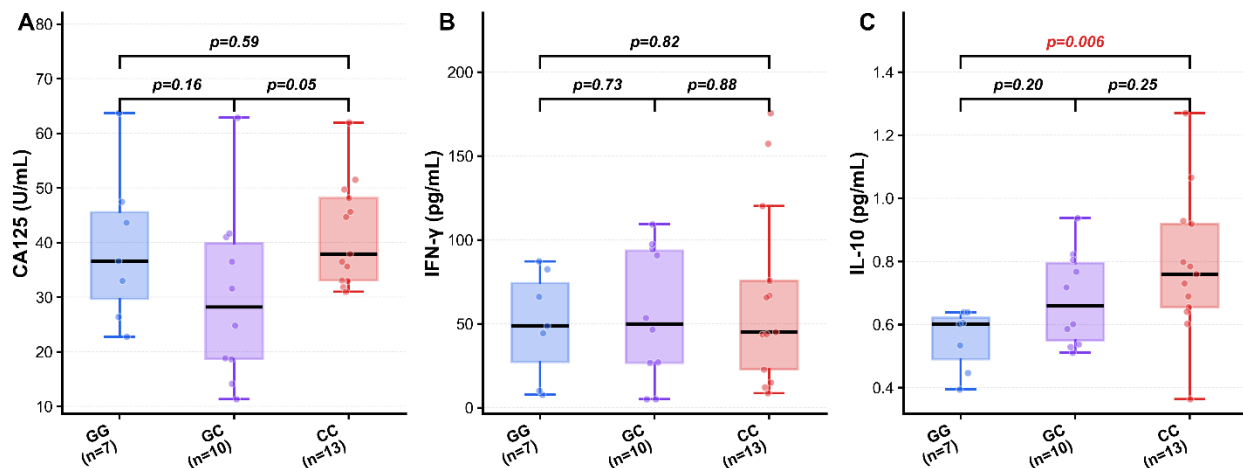 A
CA125 (U/mL)
80
70
60
50
40
30
20
10
p=0.59
p=0.16
p=0.05
GG
(n=7)
GC
(n=10)
CC
(n=13)
B
IFN-γ (pg/mL)
200
150
100
50
0
p=0.82
p=0.73
p=0.88
GG
(n=7)
GC
(n=10)
CC
(n=13)
C
IL-10 (pg/mL)
1.4
1.2
1.0
0.8
0.6
0.4
p=0.006
p=0.20
p=0.25
GG
(n=7)
GC
(n=10)
CC
(n=13)